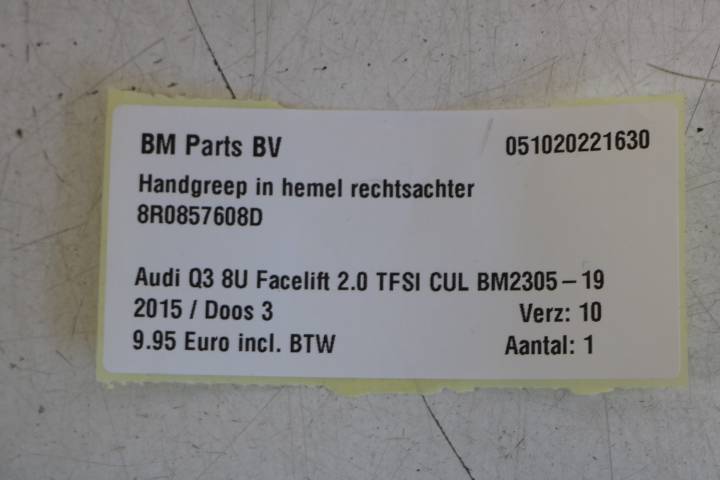 BM Parts BV 051020221630
Handgreep in hemel rechtsachter
8R0857608D
Audi Q3 8U Facelift 2.0 TFSI CUL BM2305-19
2015 / Doos 3 Verz: 10
9.95 Euro incl. BTW Aantal: 1